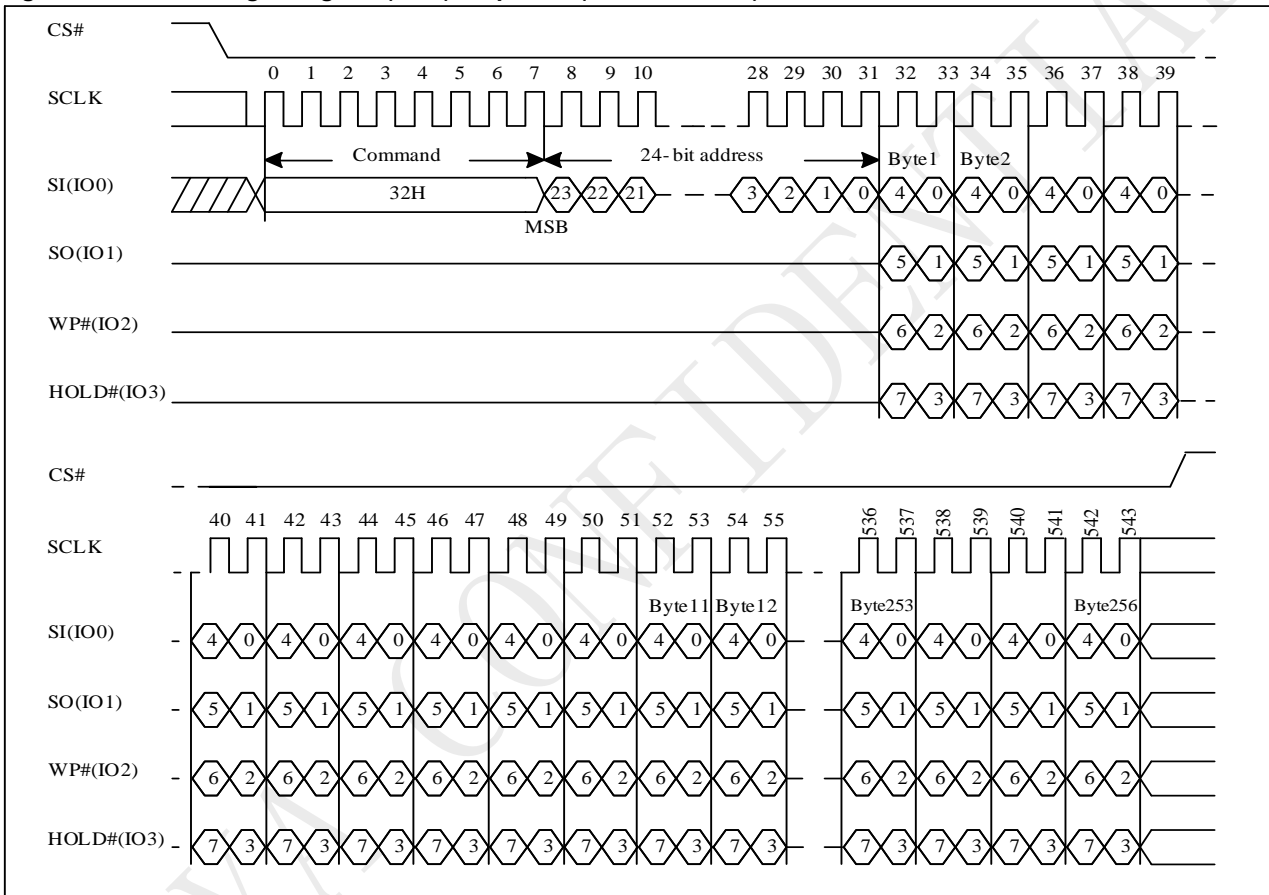 CS#
0 1 2 3 4 5 6 7 8 9 10 28 29 30 31 32 33 34 35 36 37 38 39
SCLK
Command 24- bit address Byte1 Byte2
SI(IO0) 32H 23 22 21 3 2 1 0 4 0 4 0 4 0 4 0
MSB
SO(IO1) 5 1 5 1 5 1 5 1
WP#(IO2) 6 2 6 2 6 2 6 2
HOLD#(IO3) 7 3 7 3 7 3 7 3
CS#
40 41 42 43 44 45 46 47 48 49 50 51 52 53 54 55 536 537 538 539 540 541 542 543
SCLK
Byte11 Byte12 Byte253 Byte256
SI(IO0) 4 0 4 0 4 0 4 0 4 0 4 0 4 0 4 0 4 0 4 0 4 0 4 0
SO(IO1) 5 1 5 1 5 1 5 1 5 1 5 1 5 1 5 1 5 1 5 1 5 1 5 1
WP#(IO2) 6 2 6 2 6 2 6 2 6 2 6 2 6 2 6 2 6 2 6 2 6 2 6 2
HOLD#(IO3) 7 3 7 3 7 3 7 3 7 3 7 3 7 3 7 3 7 3 7 3 7 3 7 3